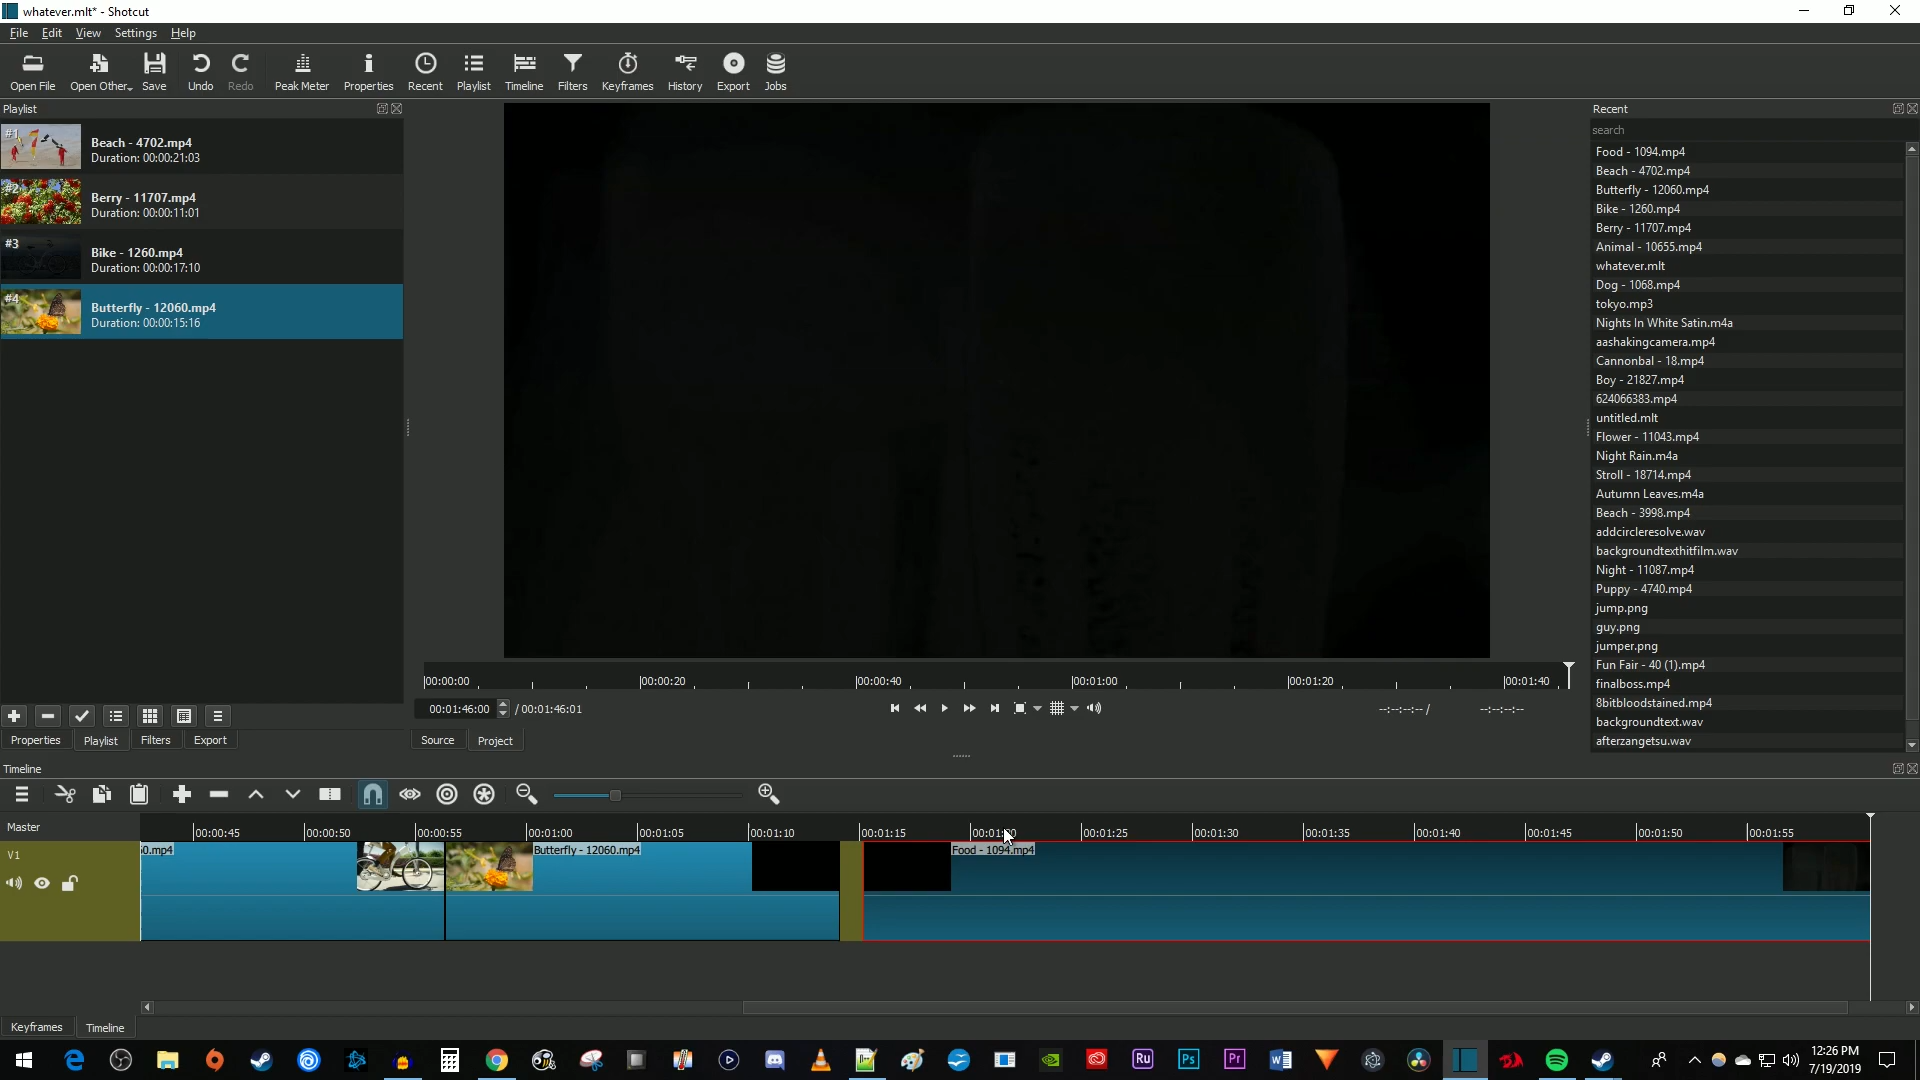 whatever.mlt* - Shotcut
File Edit View Settings Help
Open File Open Other Save Undo Redo Peak Meter Properties Recent Playlist Timeline Filters Keyframes History Export Jobs
Playlist
#1
Beach - 4702.mp4
Duration: 00:00:21:03
#2
Berry - 11707.mp4
Duration: 00:00:11:01
#3
Bike - 1260.mp4
Duration: 00:00:17:10
#4
Butterfly - 12060.mp4
Duration: 00:00:15:16
Properties Playlist Filters Export
00:00:00 00:00:20 00:00:40 00:01:00 00:01:20 00:01:40
00:01:46:00 / 00:01:46:01 --:--:--:-- / --:--:--:--
Source Project
Recent
search
Food - 1094.mp4
Beach - 4702.mp4
Butterfly - 12060.mp4
Bike - 1260.mp4
Berry - 11707.mp4
Animal - 10655.mp4
whatever.mlt
Dog - 1068.mp4
tokyo.mp3
Nights In White Satin.m4a
aashakingcamera.mp4
Cannonbal - 18.mp4
Boy - 21827.mp4
624066383.mp4
untitled.mlt
Flower - 11043.mp4
Night Rain.m4a
Stroll - 18714.mp4
Autumn Leaves.m4a
Beach - 3998.mp4
addcircleresolve.wav
backgroundtexthitfilm.wav
Night - 11087.mp4
Puppy - 4740.mp4
jump.png
guy.png
jumper.png
Fun Fair - 40 (1).mp4
finalboss.mp4
8bitbloodstained.mp4
backgroundtext.wav
afterzangetsu.wav
Timeline
Master 00:00:45 00:00:50 00:00:55 00:01:00 00:01:05 00:01:10 00:01:15 00:01:20 00:01:25 00:01:30 00:01:35 00:01:40 00:01:45 00:01:50 00:01:55
V1 0.mp4 Butterfly - 12060.mp4 Food - 1094.mp4
Keyframes Timeline
Ru Ps Pr
12:26 PM
7/19/2019